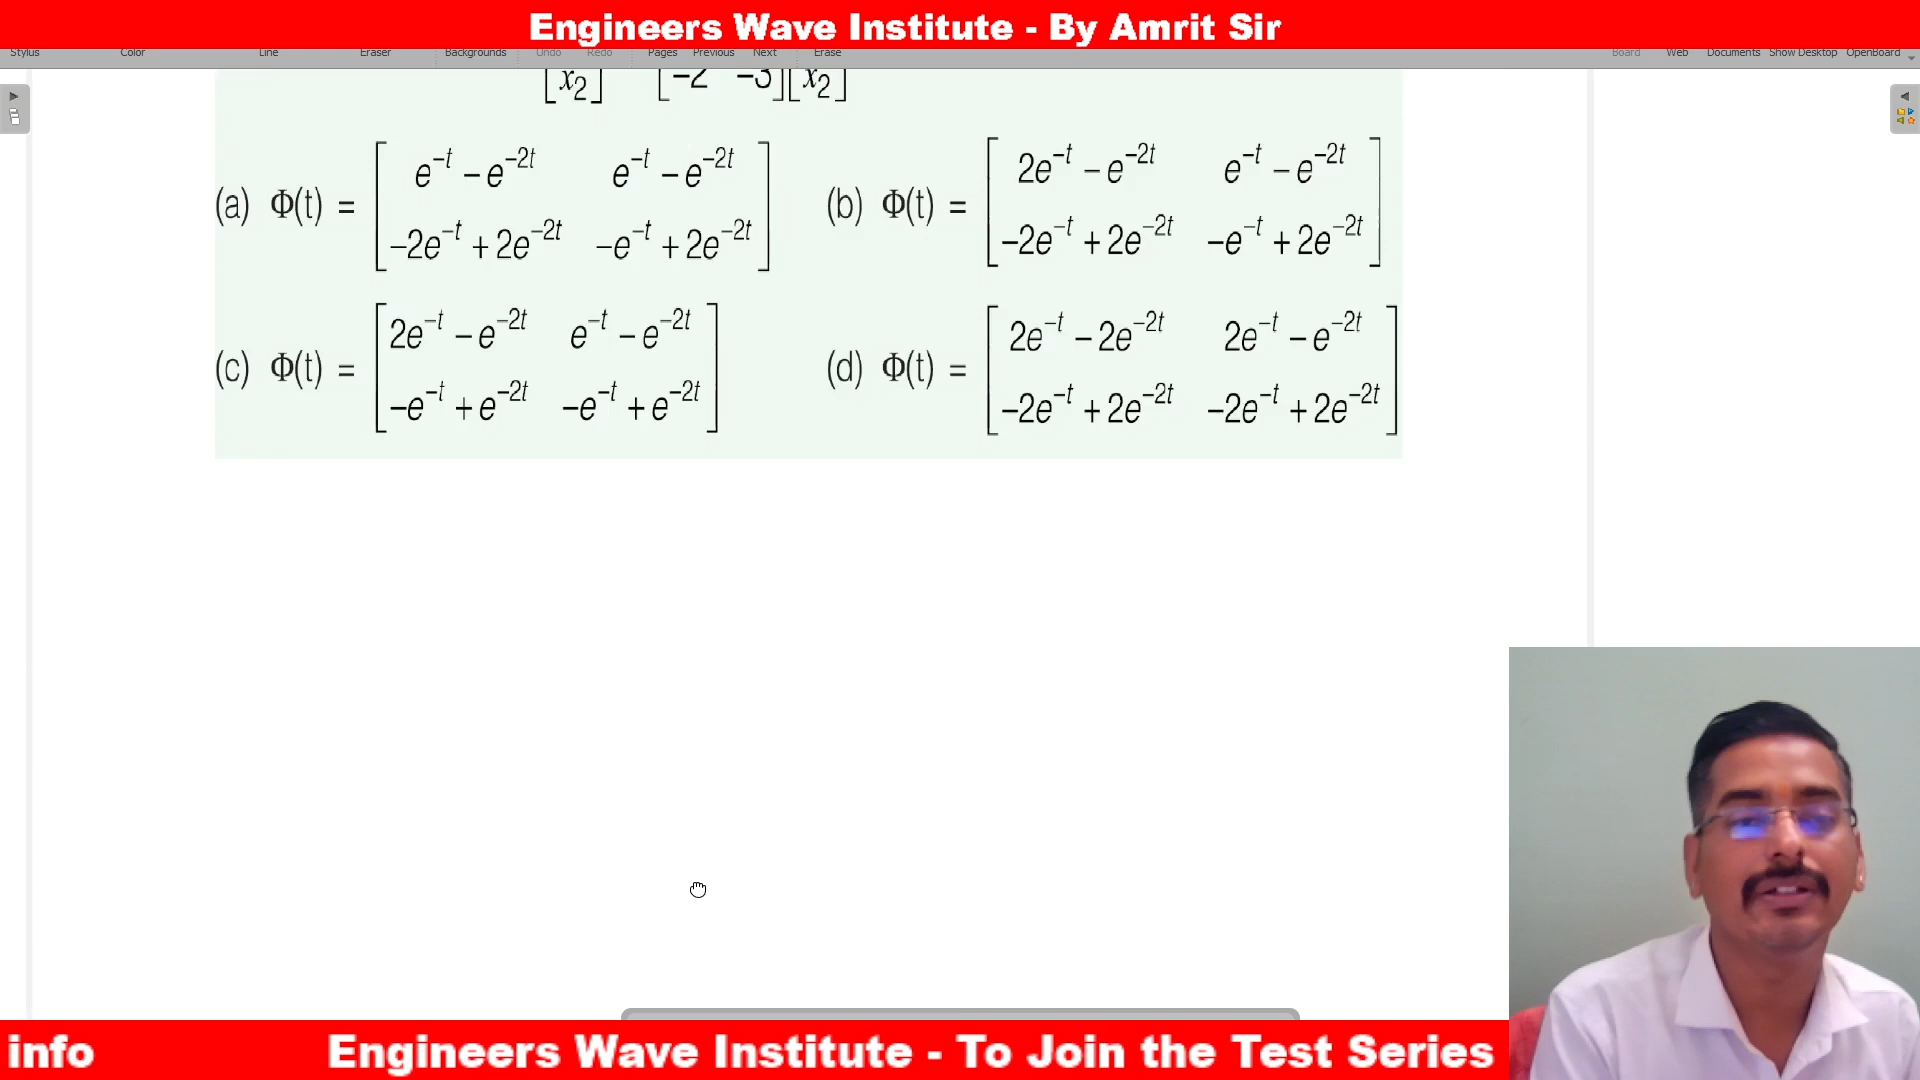 Engineers Wave Institute - By Amrit Sir
Stylus Color Line Eraser Backgrounds Undo Redo Pages Previous Next Erase Board Web Documents Show Desktop OpenBoard
[x₂] [−2 −3][x₂]
(a) Φ(t) = [e^{−t} − e^{−2t} e^{−t} − e^{−2t}; −2e^{−t} + 2e^{−2t} −e^{−t} + 2e^{−2t}] (b) Φ(t) = [2e^{−t} − e^{−2t} e^{−t} − e^{−2t}; −2e^{−t} + 2e^{−2t} −e^{−t} + 2e^{−2t}]
(c) Φ(t) = [2e^{−t} − e^{−2t} e^{−t} − e^{−2t}; −e^{−t} + e^{−2t} −e^{−t} + e^{−2t}] (d) Φ(t) = [2e^{−t} − 2e^{−2t} 2e^{−t} − e^{−2t}; −2e^{−t} + 2e^{−2t} −2e^{−t} + 2e^{−2t}]
info Engineers Wave Institute - To Join the Test Series